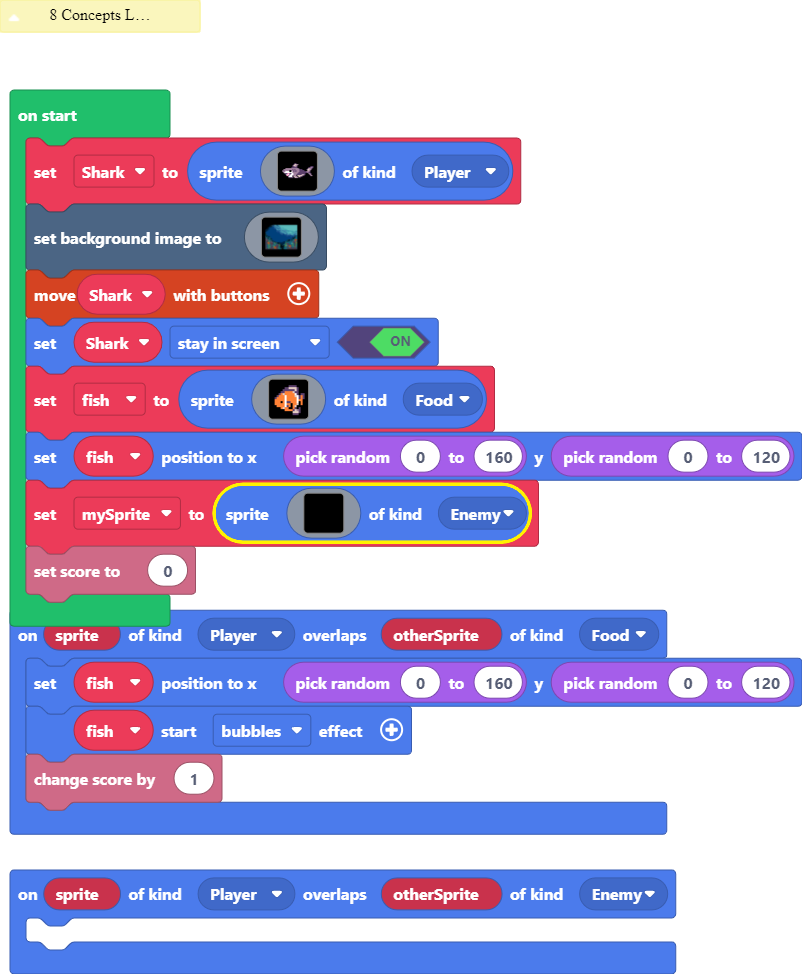 8 Concepts L…
on start
set Shark to sprite of kind Player
set background image to
move Shark with buttons
set Shark stay in screen ON
set fish to sprite of kind Food
set fish position to x pick random 0 to 160 y pick random 0 to 120
set mySprite to sprite of kind Enemy
set score to 0
on sprite of kind Player overlaps otherSprite of kind Food
set fish position to x pick random 0 to 160 y pick random 0 to 120
fish start bubbles effect
change score by 1
on sprite of kind Player overlaps otherSprite of kind Enemy